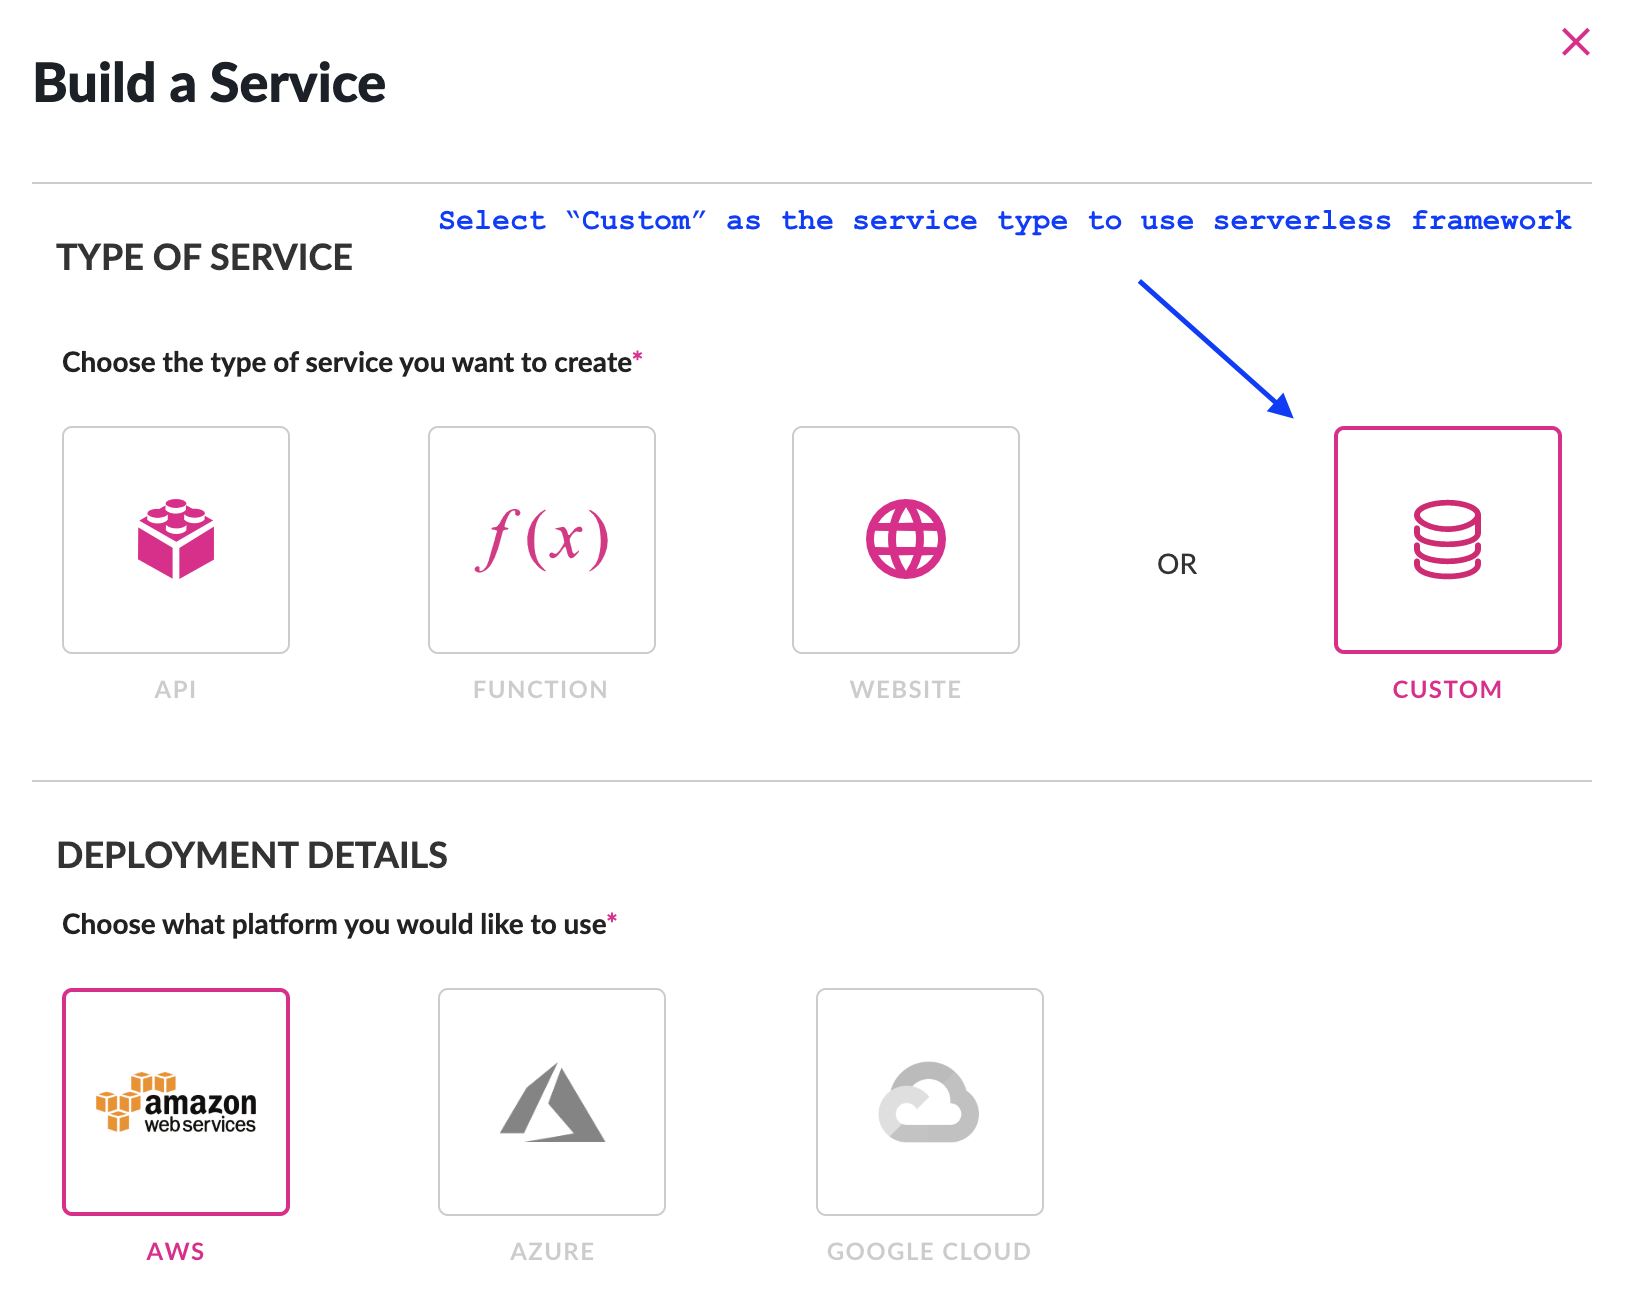 Build a Service
Select “Custom” as the service type to use serverless framework
TYPE OF SERVICE
Choose the type of service you want to create*
f(x)
OR
API
FUNCTION
WEBSITE
CUSTOM
DEPLOYMENT DETAILS
Choose what platform you would like to use*
amazon
web services
AWS
AZURE
GOOGLE CLOUD